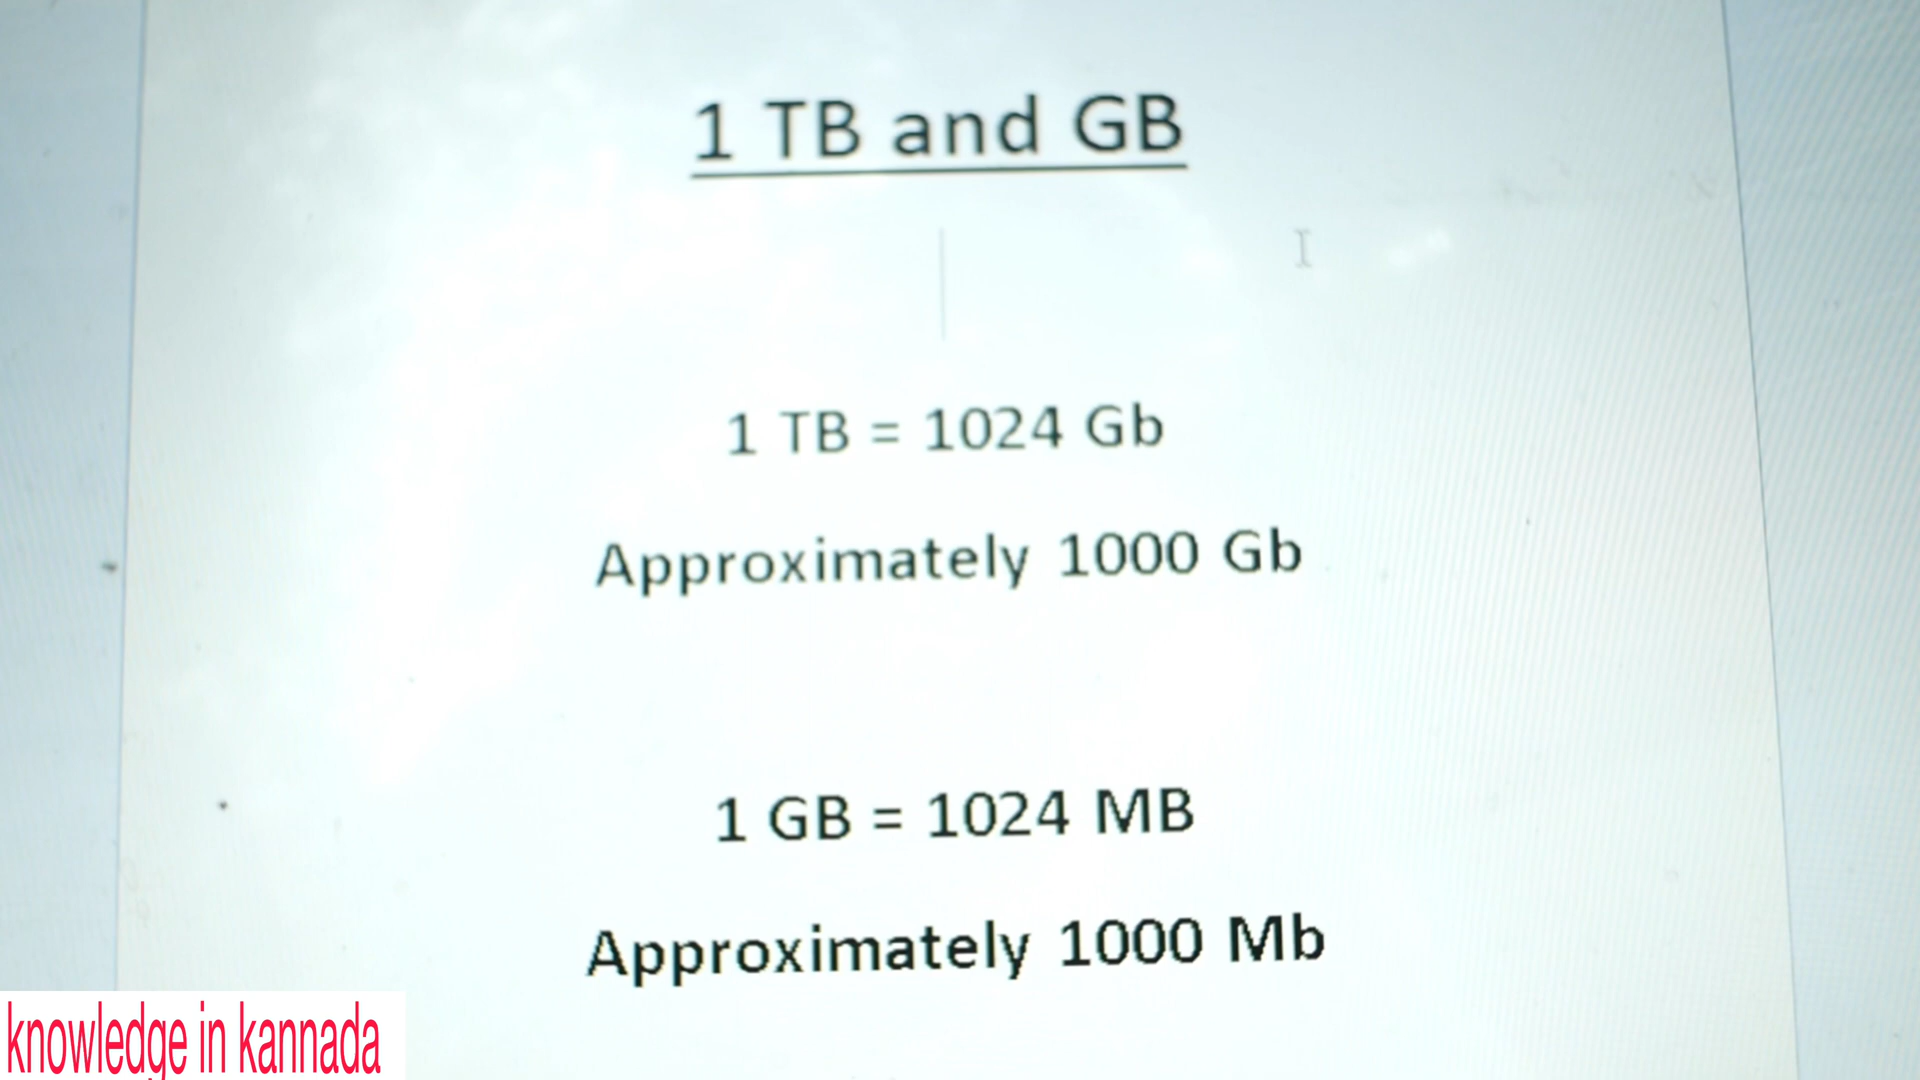 1 TB and GB
1 TB = 1024 Gb
Approximately 1000 Gb
1 GB = 1024 MB
Approximately 1000 Mb
knowledge in kannada